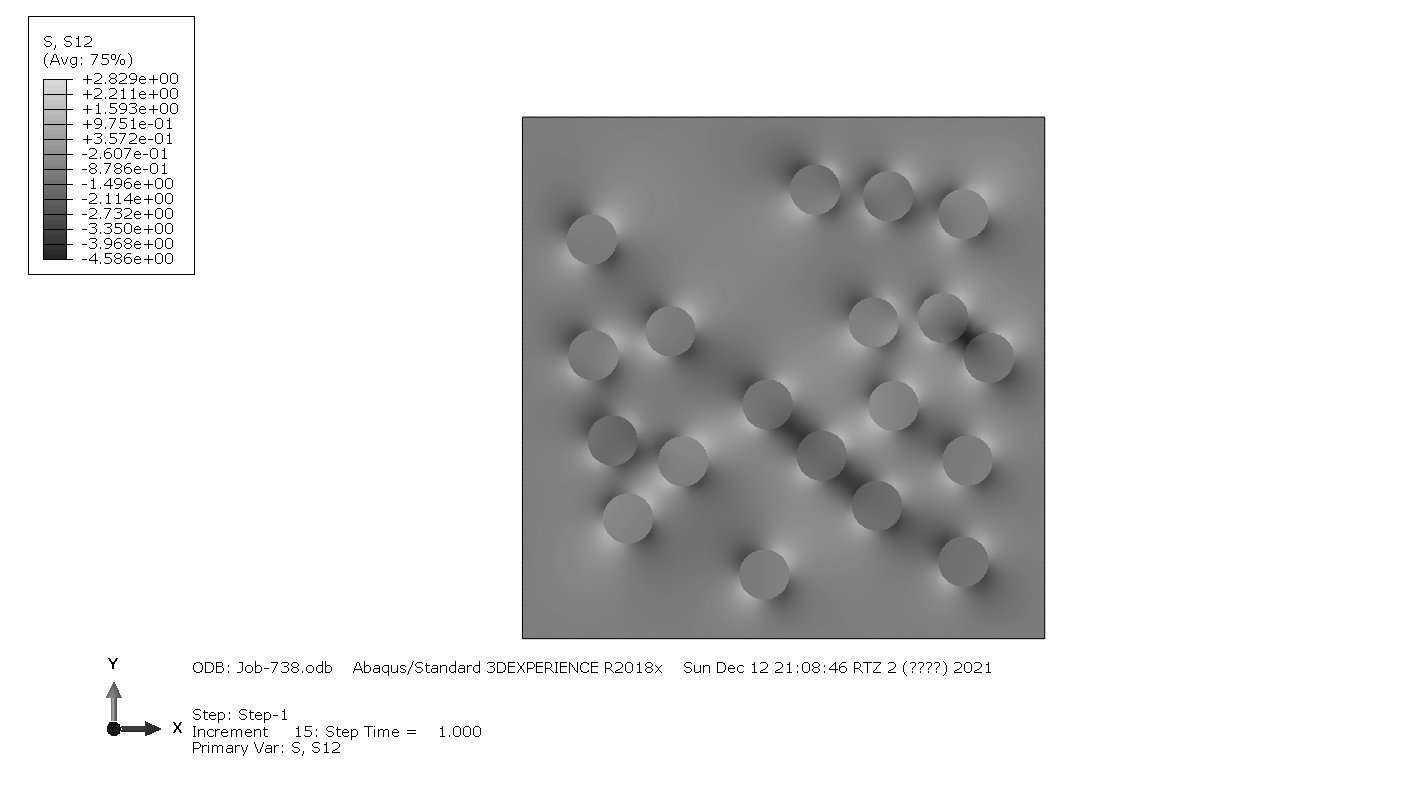 S, S12
(Avg: 75%)
+2.829e+00
+2.211e+00
+1.593e+00
+9.751e-01
+3.572e-01
-2.607e-01
-8.786e-01
-1.496e+00
-2.114e+00
-2.732e+00
-3.350e+00
-3.968e+00
-4.586e+00
Y
X
ODB: Job-738.odb    Abaqus/Standard 3DEXPERIENCE R2018x    Sun Dec 12 21:08:46 RTZ 2 (????) 2021
Step: Step-1
Increment     15: Step Time =    1.000
Primary Var: S, S12